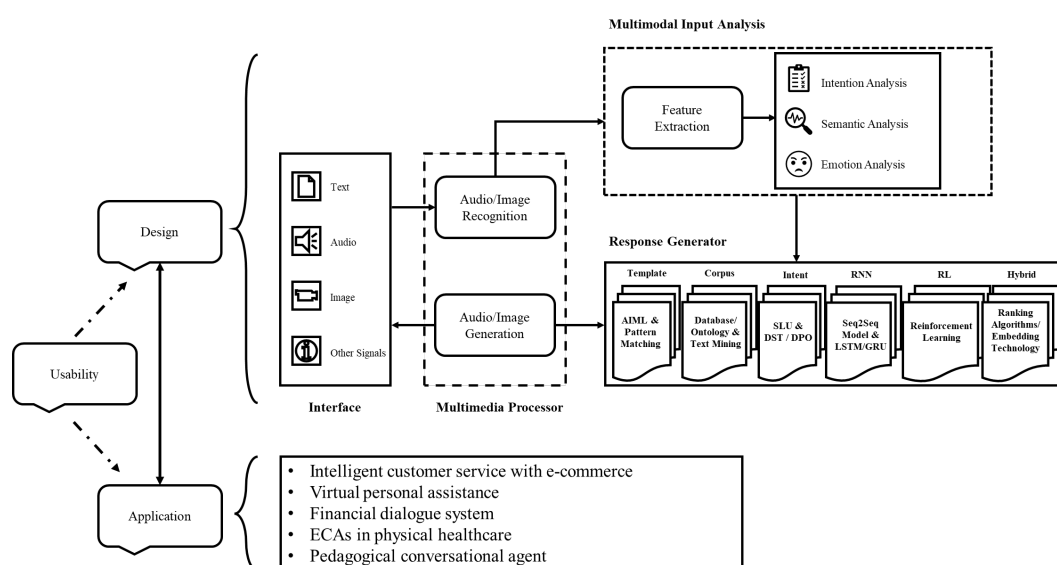 Multimodal Input Analysis
Feature
Extraction
Intention Analysis
Semantic Analysis
Emotion Analysis
Text
Audio
Image
Other Signals
Interface
Audio/Image
Recognition
Audio/Image
Generation
Multimedia Processor
Response Generator
Template
Corpus
Intent
RNN
RL
Hybrid
AIML &
Pattern
Matching
Database/
Ontology &
Text Mining
SLU &
DST / DPO
Seq2Seq
Model &
LSTM/GRU
Reinforcement
Learning
Ranking
Algorithms/
Embedding
Technology
Design
Usability
Application
• Intelligent customer service with e-commerce
• Virtual personal assistance
• Financial dialogue system
• ECAs in physical healthcare
• Pedagogical conversational agent